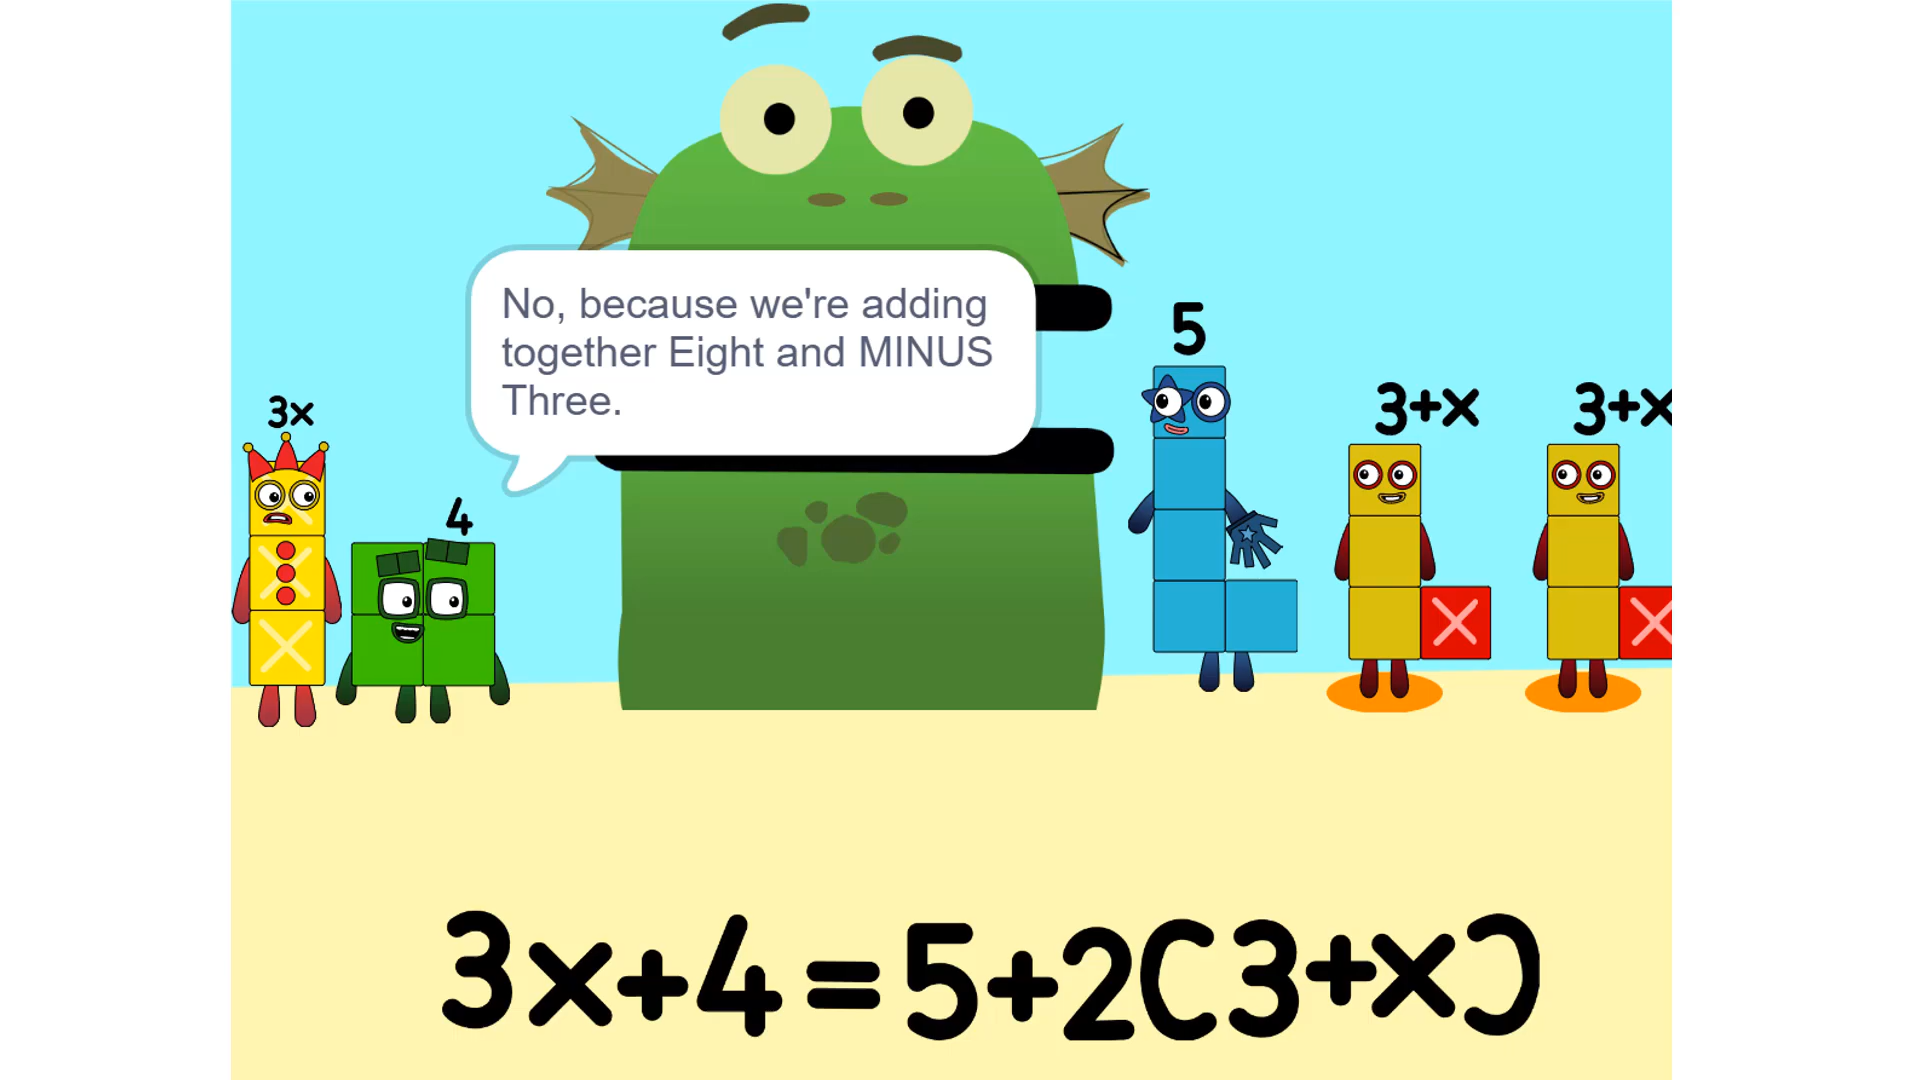 No, because we're adding
together Eight and MINUS
Three.
5
3+x
3+x
3x
4
3x+4=5+2(3+x)